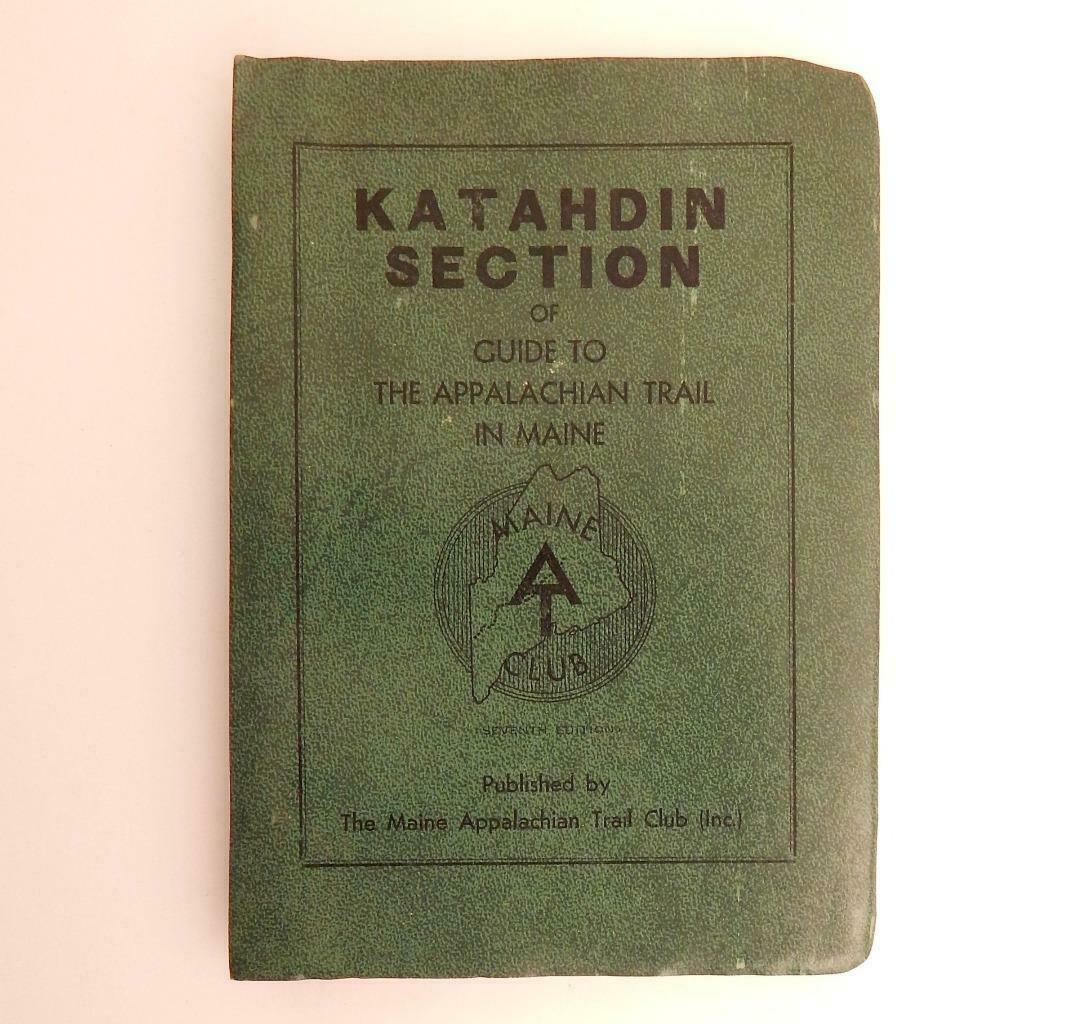 KATAHDIN
SECTION
OF
GUIDE TO
THE APPALACHIAN TRAIL
IN MAINE
MAINE
AT
CLUB
SEVENTH EDITION
Published by
The Maine Appalachian Trail Club (Inc.)